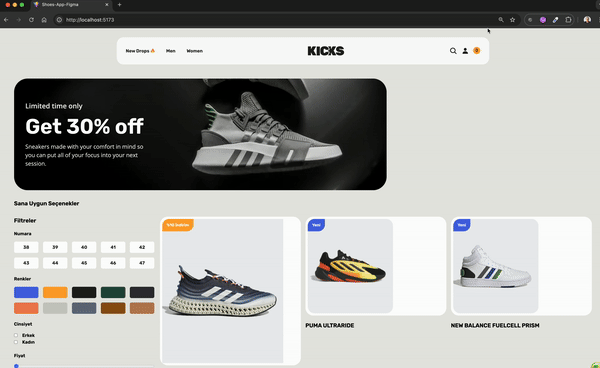 Shoes-App-Figma
http://localhost:5173
New Drops 🔥 Men Women
KICKS
0
Limited time only
Get 30% off
Sneakers made with your comfort in mind so
you can put all of your focus into your next
session.
Sana Uygun Seçenekler
Filtreler
Numara
38 39 40 41 42
43 44 45 46 47
Renkler
Cinsiyet
Erkek
Kadın
Fiyat
Yeni
PUMA ULTRARIDE
Yeni
NEW BALANCE FUELCELL PRISM